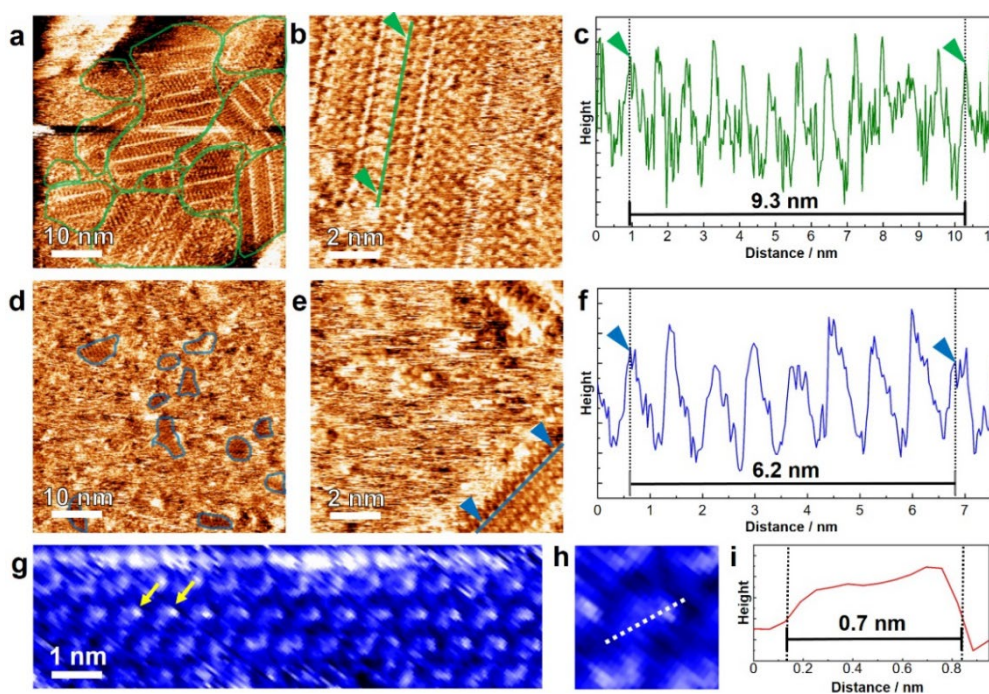 a
10 nm
b
2 nm
c
Height
9.3 nm
0 1 2 3 4 5 6 7 8 9 10
Distance / nm
d
10 nm
e
2 nm
f
Height
6.2 nm
0 1 2 3 4 5 6 7
Distance / nm
g
1 nm
h
i
Height
0.7 nm
0 0.2 0.4 0.6 0.8
Distance / nm